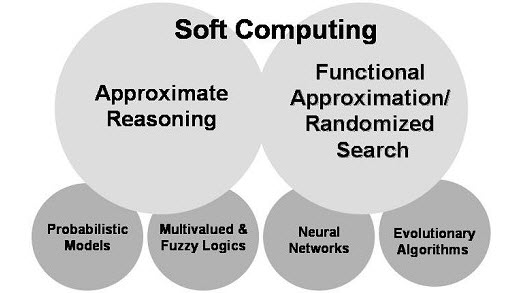 Soft Computing
Approximate
Reasoning
Functional
Approximation/
Randomized
Search
Probabilistic
Models
Multivalued &
Fuzzy Logics
Neural
Networks
Evolutionary
Algorithms